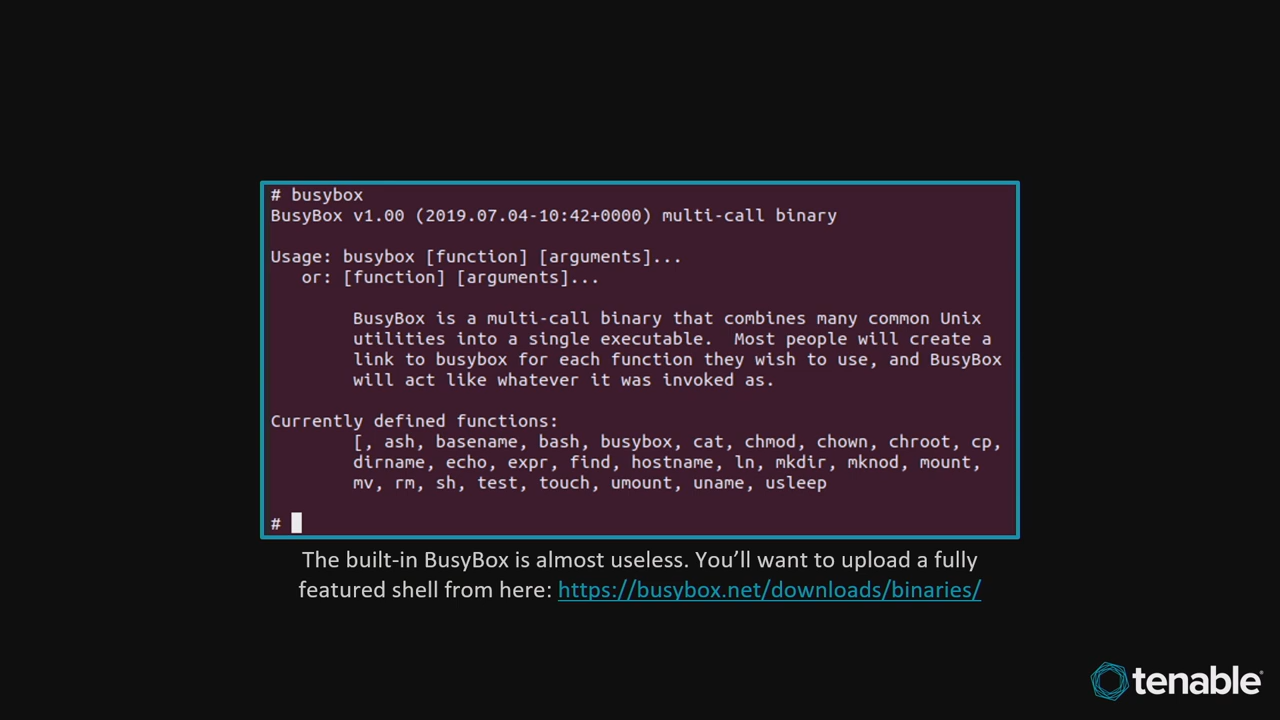 # busybox
BusyBox v1.00 (2019.07.04-10:42+0000) multi-call binary
Usage: busybox [function] [arguments]...
or: [function] [arguments]...
BusyBox is a multi-call binary that combines many common Unix
utilities into a single executable.  Most people will create a
link to busybox for each function they wish to use, and BusyBox
will act like whatever it was invoked as.
Currently defined functions:
[, ash, basename, bash, busybox, cat, chmod, chown, chroot, cp,
dirname, echo, expr, find, hostname, ln, mkdir, mknod, mount,
mv, rm, sh, test, touch, umount, uname, usleep
#
The built-in BusyBox is almost useless. You’ll want to upload a fully
featured shell from here: https://busybox.net/downloads/binaries/
tenable